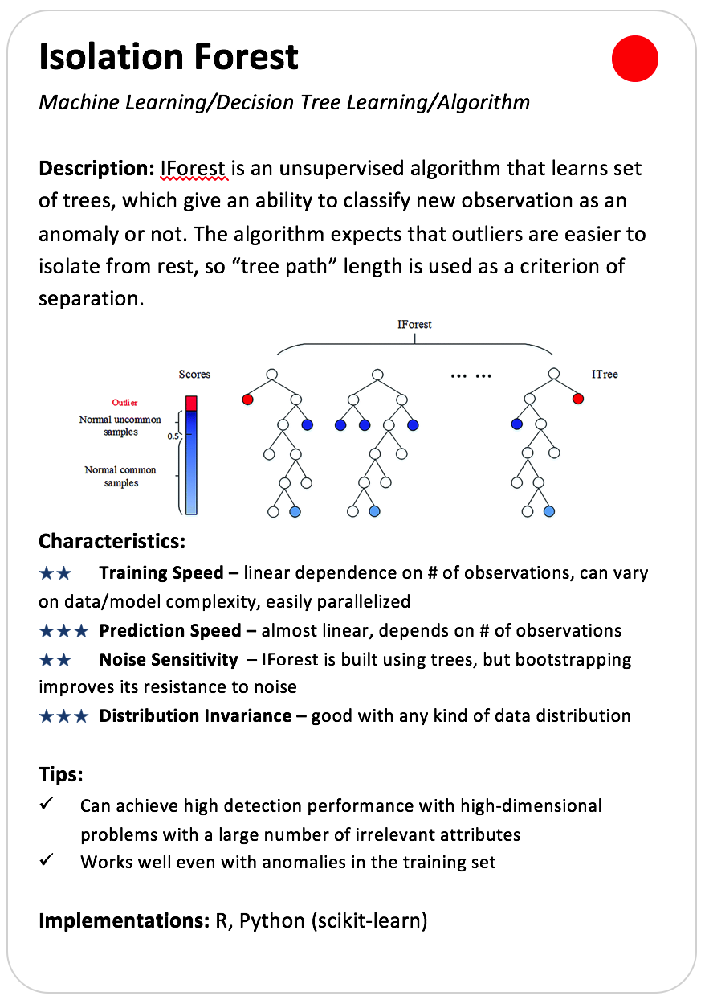 Isolation Forest
Machine Learning/Decision Tree Learning/Algorithm
Description: IForest is an unsupervised algorithm that learns set
of trees, which give an ability to classify new observation as an
anomaly or not. The algorithm expects that outliers are easier to
isolate from rest, so “tree path” length is used as a criterion of
separation.
IForest
Scores
... ...
ITree
Outlier
Normal uncommon
samples
0.5
Normal common
samples
Characteristics:
★★ Training Speed – linear dependence on # of observations, can vary
on data/model complexity, easily parallelized
★★★ Prediction Speed – almost linear, depends on # of observations
★★ Noise Sensitivity – IForest is built using trees, but bootstrapping
improves its resistance to noise
★★★ Distribution Invariance – good with any kind of data distribution
Tips:
✓ Can achieve high detection performance with high-dimensional
problems with a large number of irrelevant attributes
✓ Works well even with anomalies in the training set
Implementations: R, Python (scikit-learn)